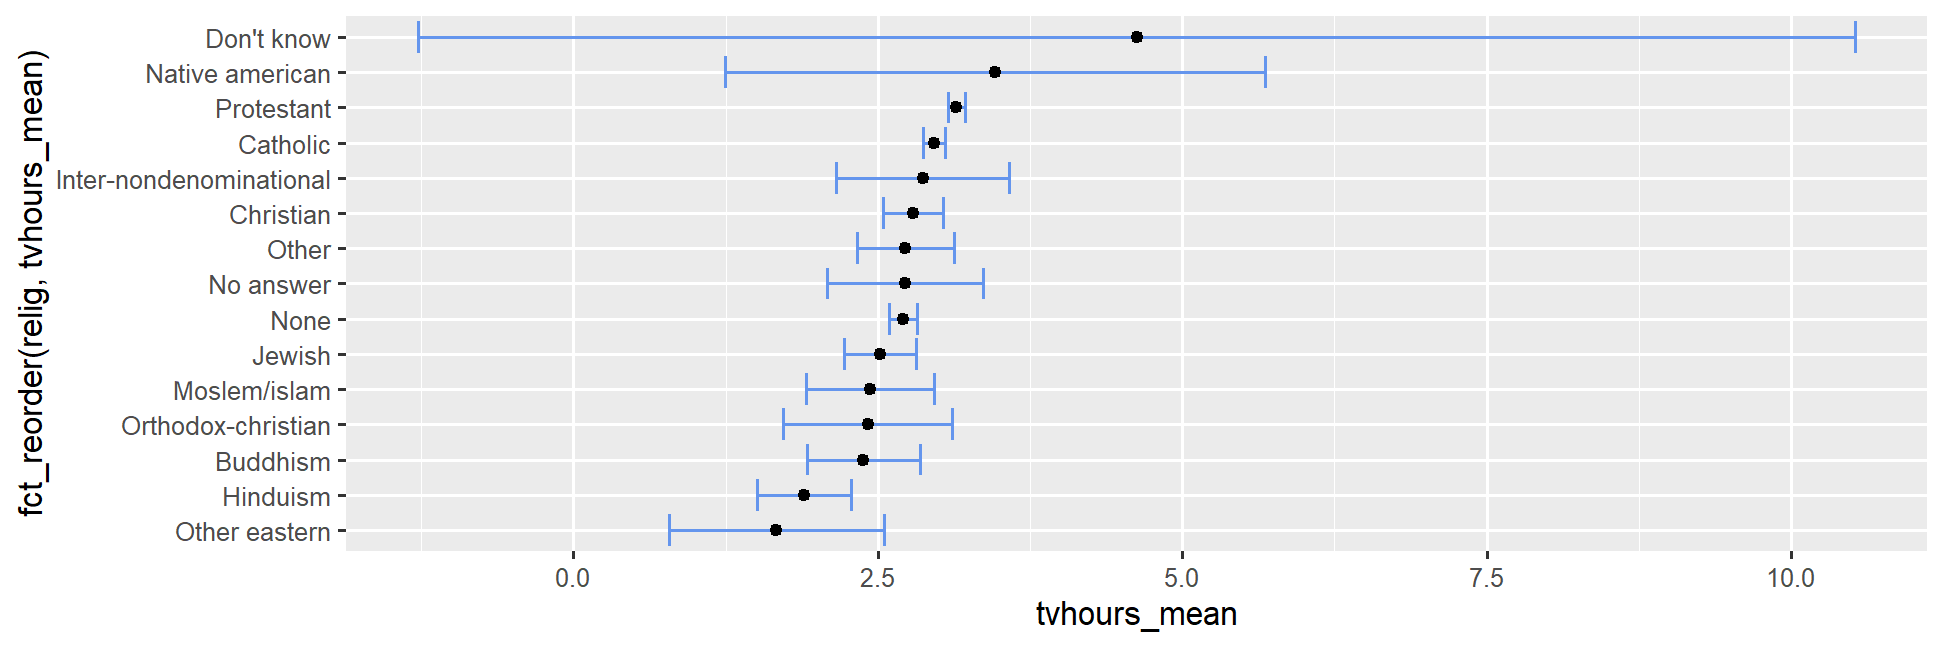 fct_reorder(relig, tvhours_mean)
Don't know
Native american
Protestant
Catholic
Inter-nondenominational
Christian
Other
No answer
None
Jewish
Moslem/islam
Orthodox-christian
Buddhism
Hinduism
Other eastern
0.0 2.5 5.0 7.5 10.0
tvhours_mean